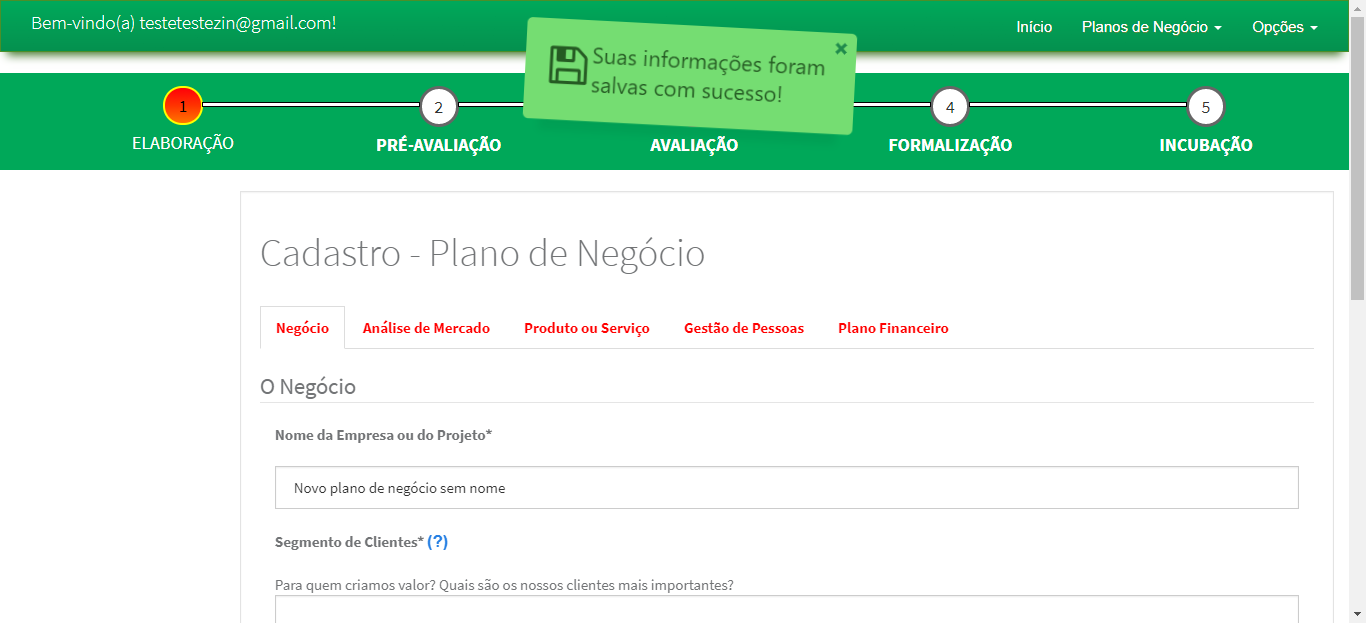 Bem-vindo(a) testetestezin@gmail.com!
Início Planos de Negócio Opções
Suas informações foram
salvas com sucesso!
1 2 4 5
ELABORAÇÃO PRÉ-AVALIAÇÃO AVALIAÇÃO FORMALIZAÇÃO INCUBAÇÃO
Cadastro - Plano de Negócio
Negócio Análise de Mercado Produto ou Serviço Gestão de Pessoas Plano Financeiro
O Negócio
Nome da Empresa ou do Projeto*
Novo plano de negócio sem nome
Segmento de Clientes* (?)
Para quem criamos valor? Quais são os nossos clientes mais importantes?